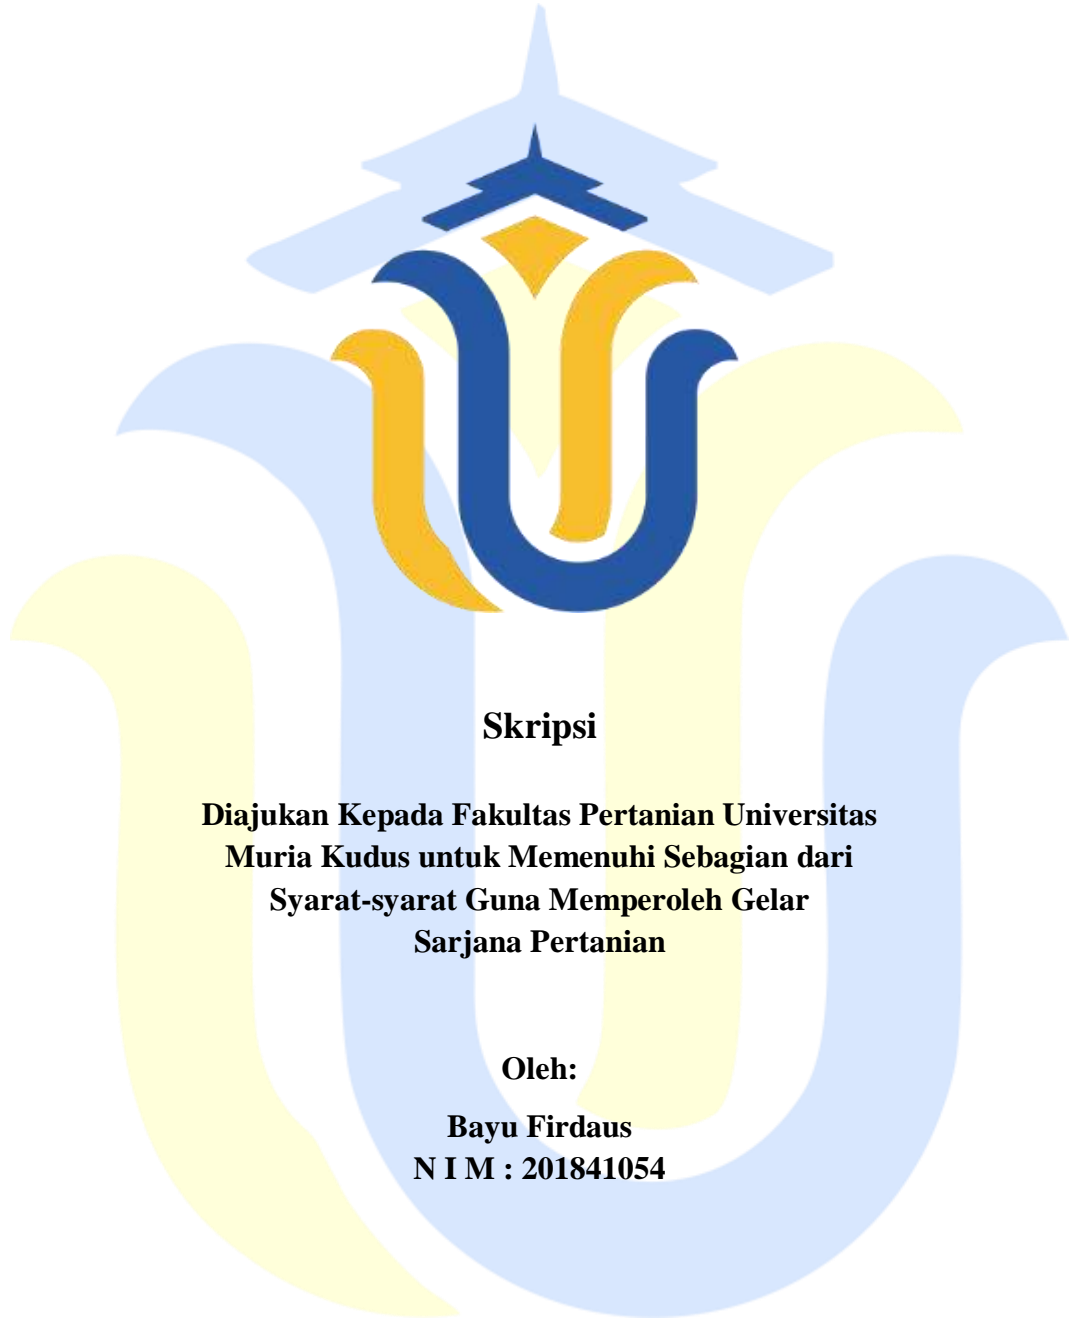 Skripsi
Diajukan Kepada Fakultas Pertanian Universitas
Muria Kudus untuk Memenuhi Sebagian dari
Syarat-syarat Guna Memperoleh Gelar
Sarjana Pertanian
Oleh:
Bayu Firdaus
N I M : 201841054